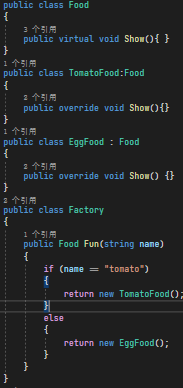 public class Food
{
3 个引用
public virtual void Show(){ }
}
1 个引用
public class TomatoFood:Food
{
3 个引用
public override void Show(){}
}
1 个引用
public class EggFood : Food
{
3 个引用
public override void Show() {}
}
2 个引用
public class Factory
{
1 个引用
public Food Fun(string name)
{
if (name == "tomato")
{
return new TomatoFood();
}
else
{
return new EggFood();
}
}
}